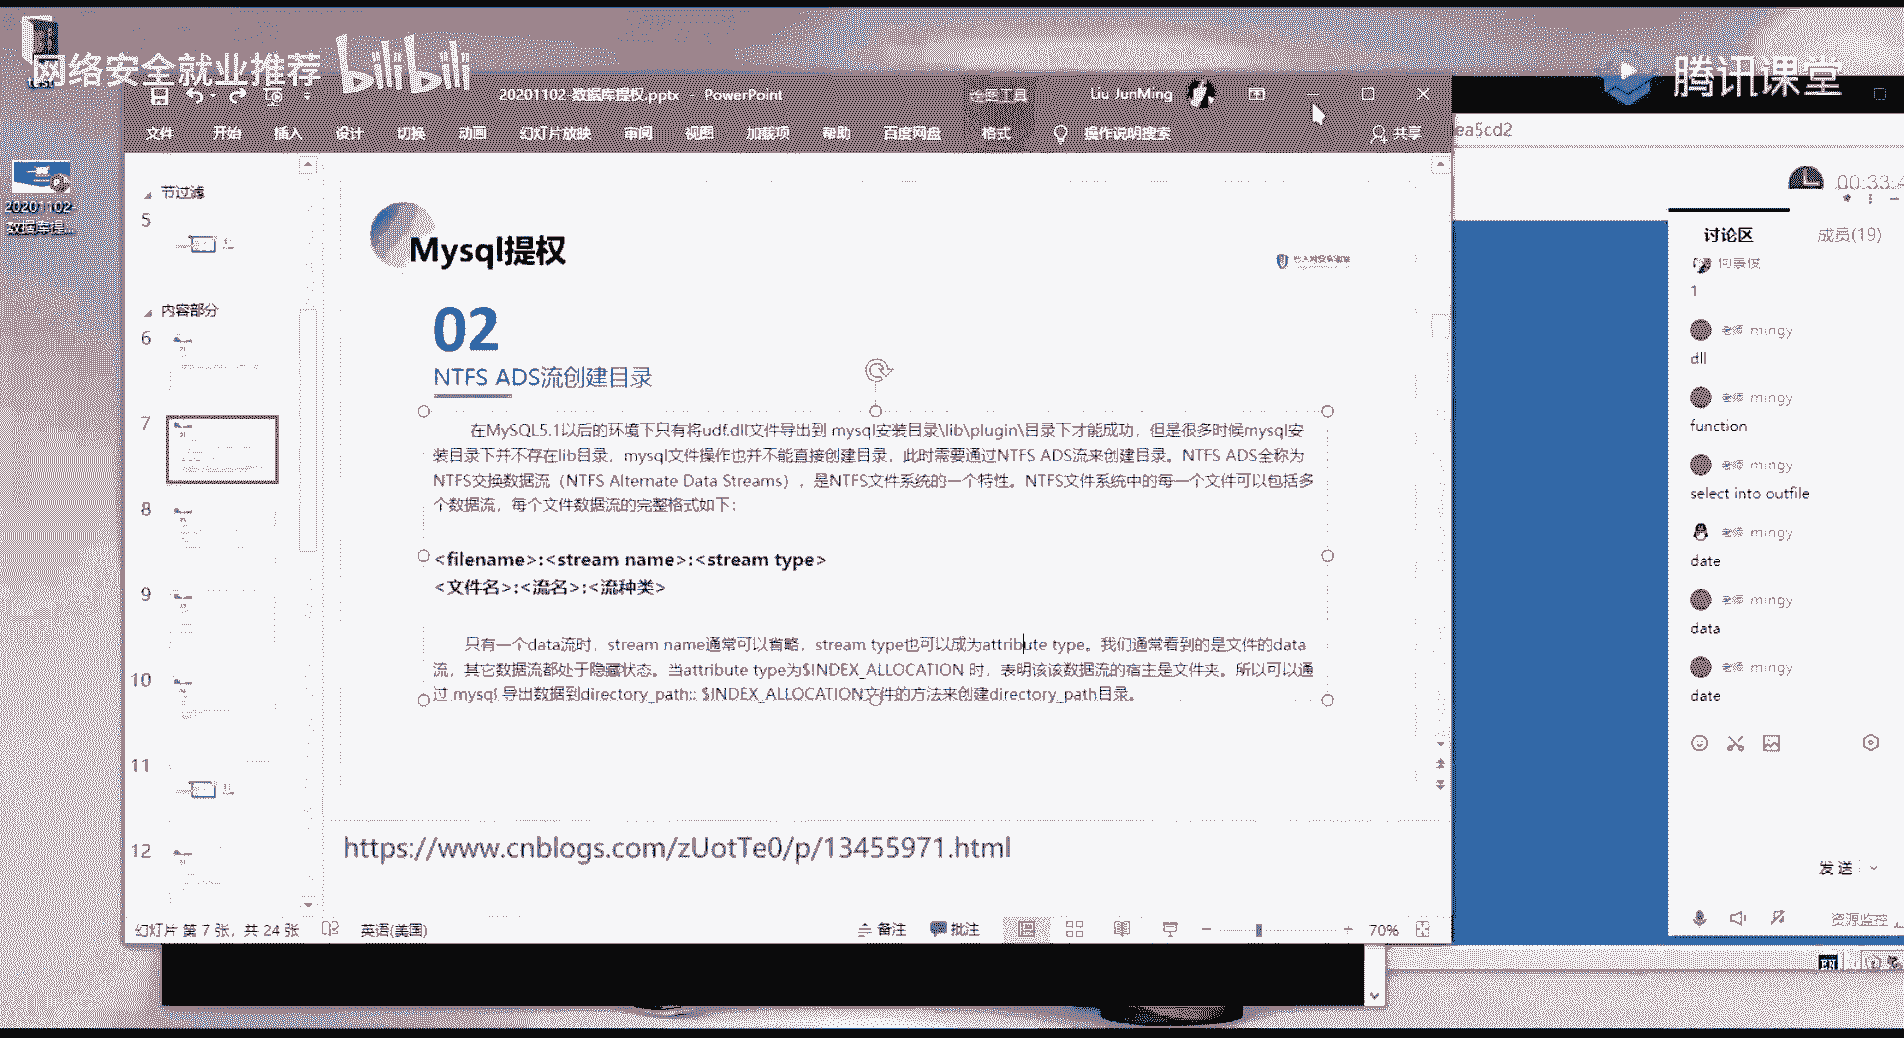 网络安全就业推荐
bilibili
腾讯课堂
20201102-数据库提权.pptx - PowerPoint
绘图工具
Liu JunMing
文件 开始 插入 设计 切换 动画 幻灯片放映 审阅 视图 加载项 帮助 百度网盘 格式 操作说明搜索 共享
ea5cd2
20201102-
数据库提...
节过滤
5
内容部分
6
7
8
9
10
11
12
Mysql提权
02
NTFS ADS流创建目录
在MySQL5.1以后的环境下只有将udf.dll文件导出到 mysql安装目录\lib\plugin\目录下才能成功，但是很多时候mysql安
装目录下并不存在lib目录，mysql文件操作也并不能直接创建目录，此时需要通过NTFS ADS流来创建目录。NTFS ADS全称为
NTFS交换数据流（NTFS Alternate Data Streams），是NTFS文件系统的一个特性。NTFS文件系统中的每一个文件可以包括多
个数据流，每个文件数据流的完整格式如下：
<filename>:<stream name>:<stream type>
<文件名>:<流名>:<流种类>
只有一个data流时，stream name通常可以省略，stream type也可以成为attribute type。我们通常看到的是文件的data
流，其它数据流都处于隐藏状态。当attribute type为$INDEX_ALLOCATION 时，表明该该数据流的宿主是文件夹。所以可以通
过 mysql 导出数据到directory_path:: $INDEX_ALLOCATION文件的方法来创建directory_path目录。
https://www.cnblogs.com/zUotTe0/p/13455971.html
幻灯片 第 7 张，共 24 张 英语(美国) 备注 批注 70%
00:33:4
讨论区 成员(19)
1
老师 mingy
dll
老师 mingy
function
老师 mingy
select into outfile
老师 mingy
date
老师 mingy
data
老师 mingy
date
发送
资源监控
EN